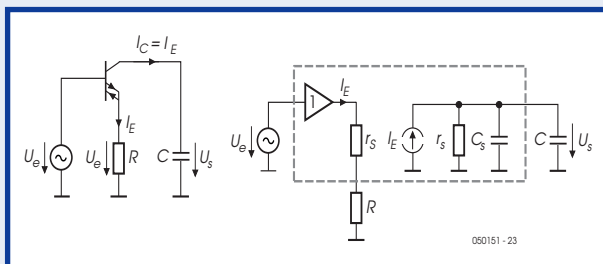 I_C = I_E
I_E
U_e
U_e
R
C
U_s
1
I_E
U_e
r_S
R
I_E
r_s
C_s
C
U_s
050151 - 23